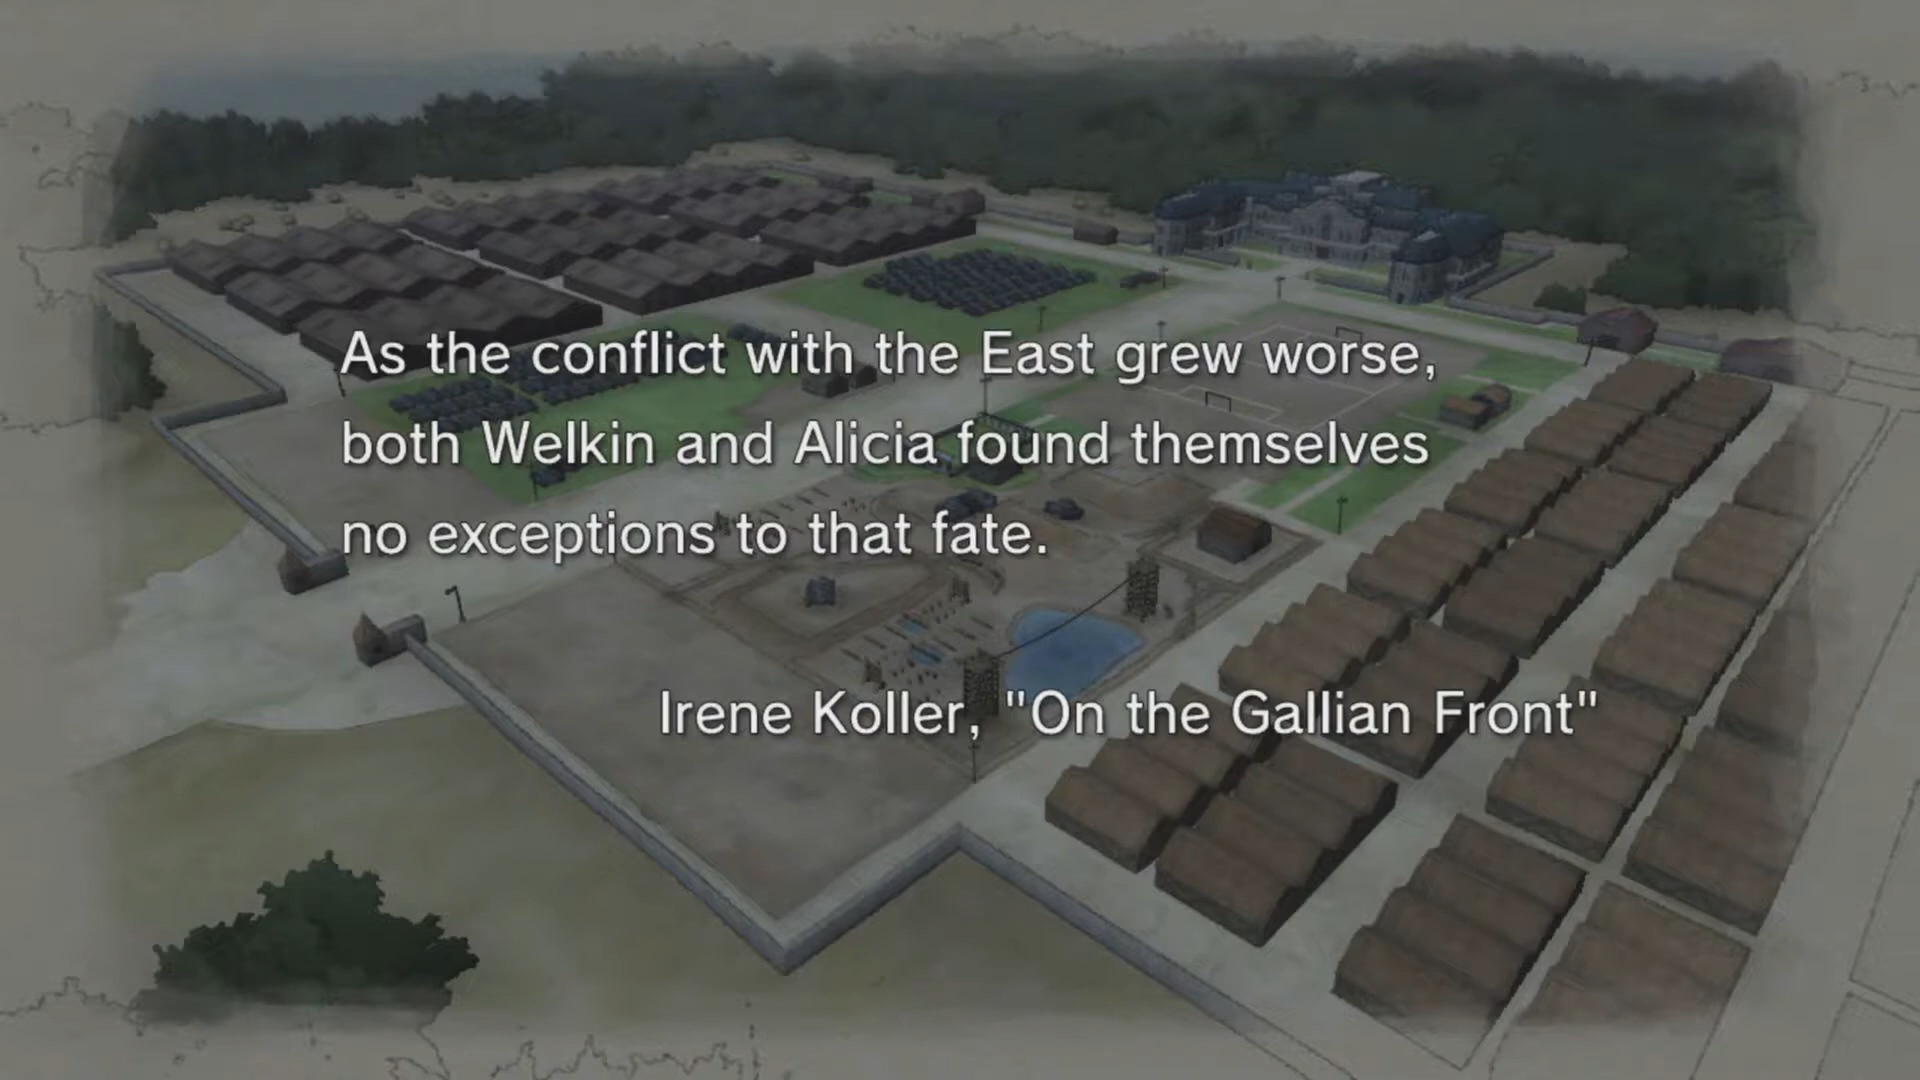 As the conflict with the East grew worse,
both Welkin and Alicia found themselves
no exceptions to that fate.
Irene Koller, "On the Gallian Front"